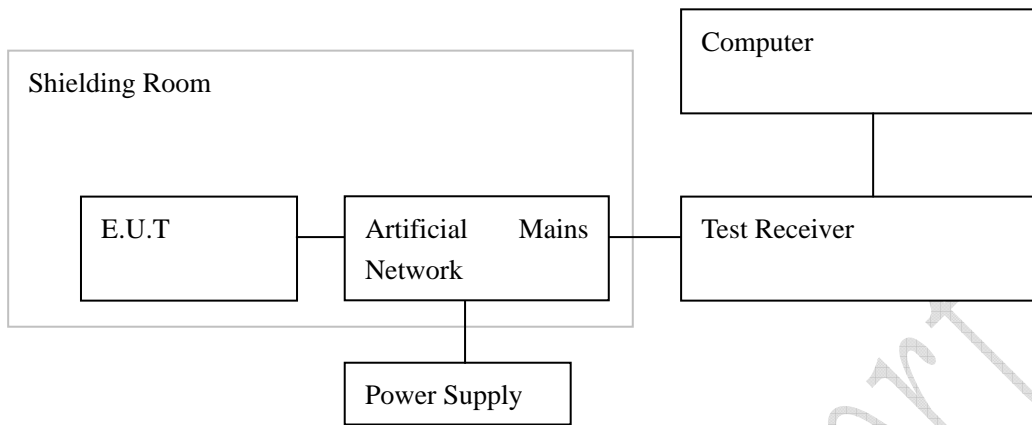 Computer
Shielding Room
E.U.T
Artificial Mains
Network
Test Receiver
Power Supply